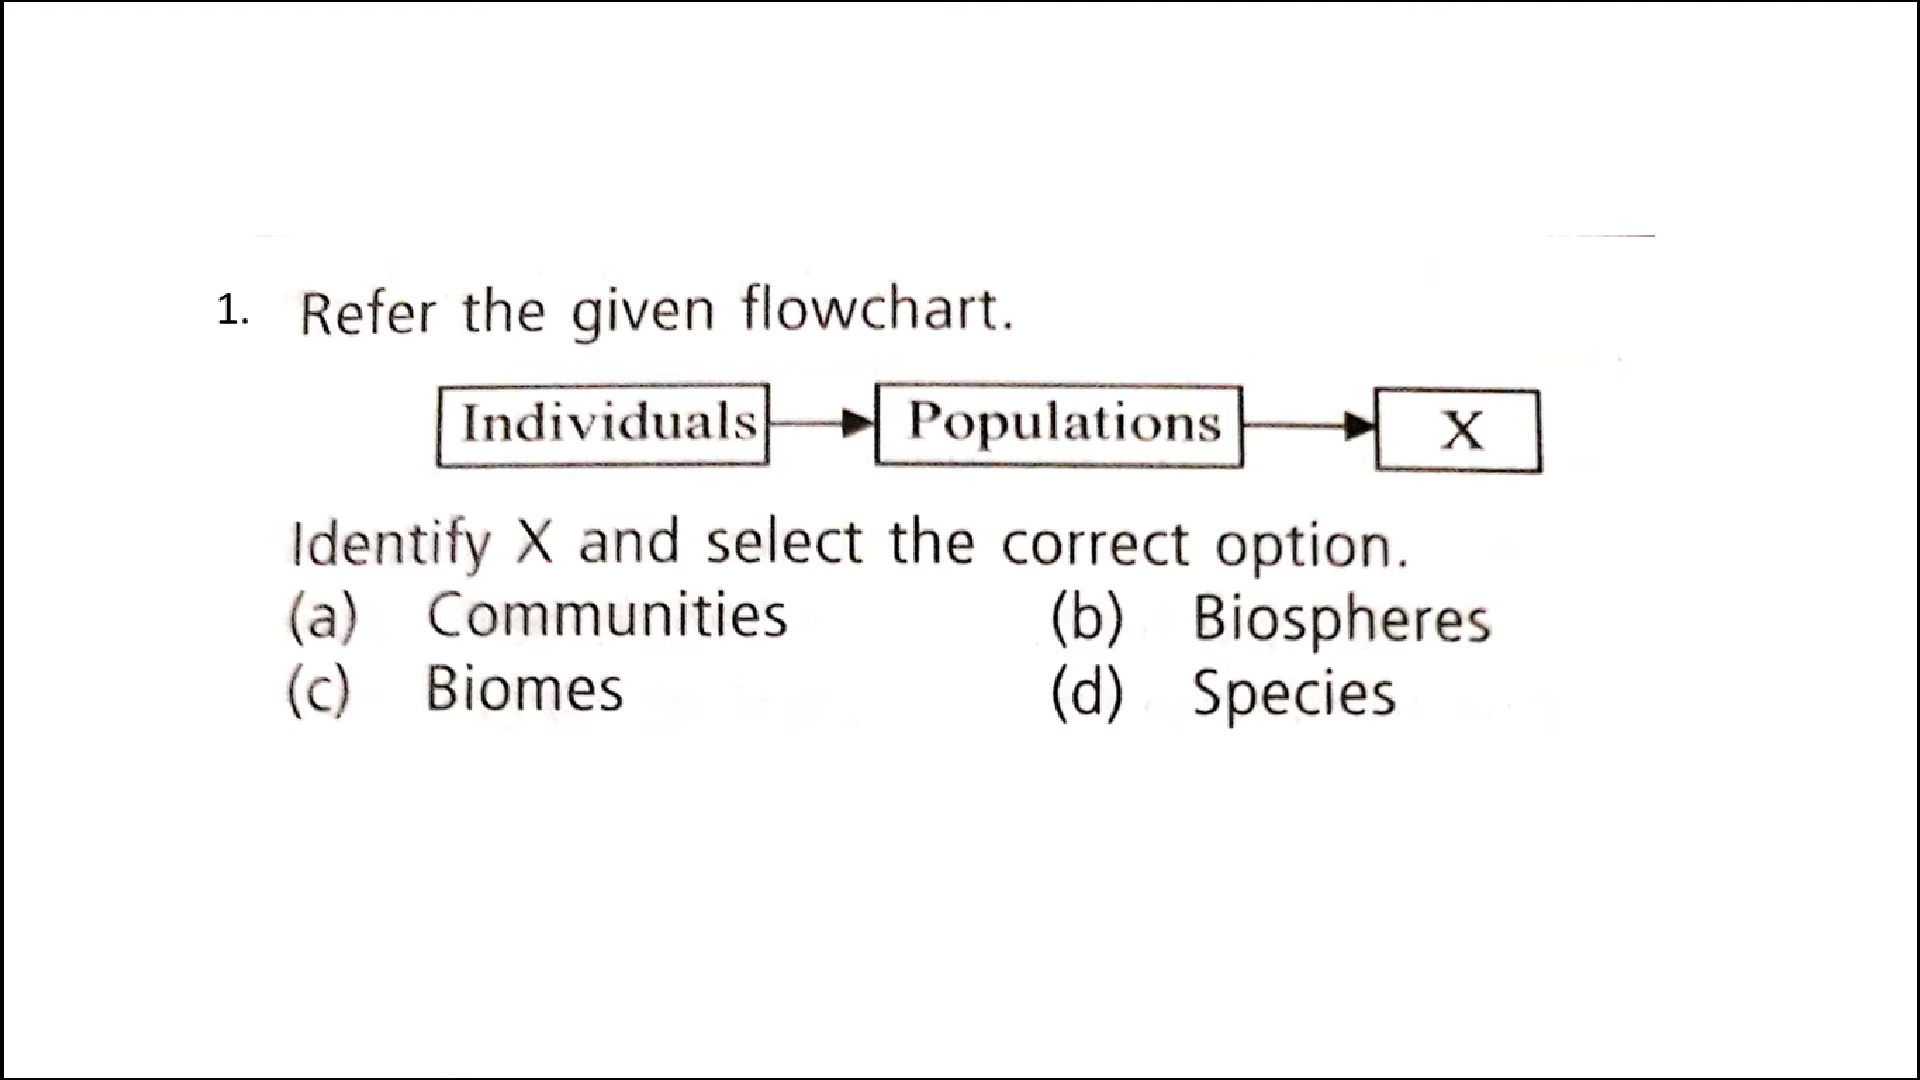 1. Refer the given flowchart.
Individuals Populations X
Identify X and select the correct option.
(a) Communities (b) Biospheres
(c) Biomes (d) Species